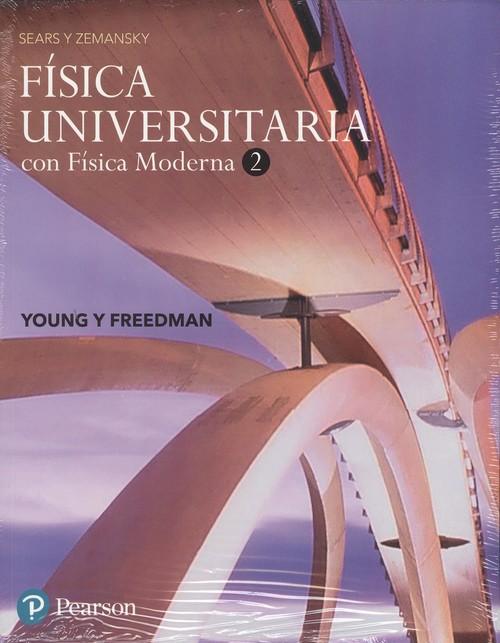 SEARS Y ZEMANSKY
FÍSICA
UNIVERSITARIA
con Física Moderna 2
YOUNG Y FREEDMAN
P Pearson